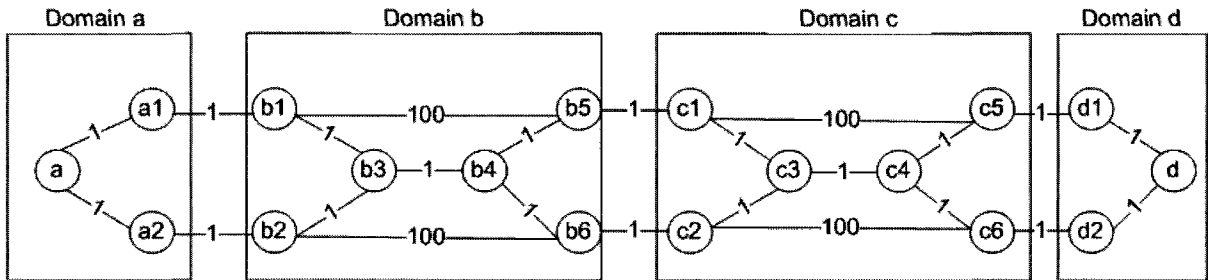 Domain a Domain b Domain c Domain d
a1 1 b1 100 b5 1 c1 100 c5 1 d1
1 1 1 1 1 1
a b3 1 b4 c3 1 c4 d
1 1 1 1 1 1
a2 1 b2 100 b6 1 c2 100 c6 1 d2